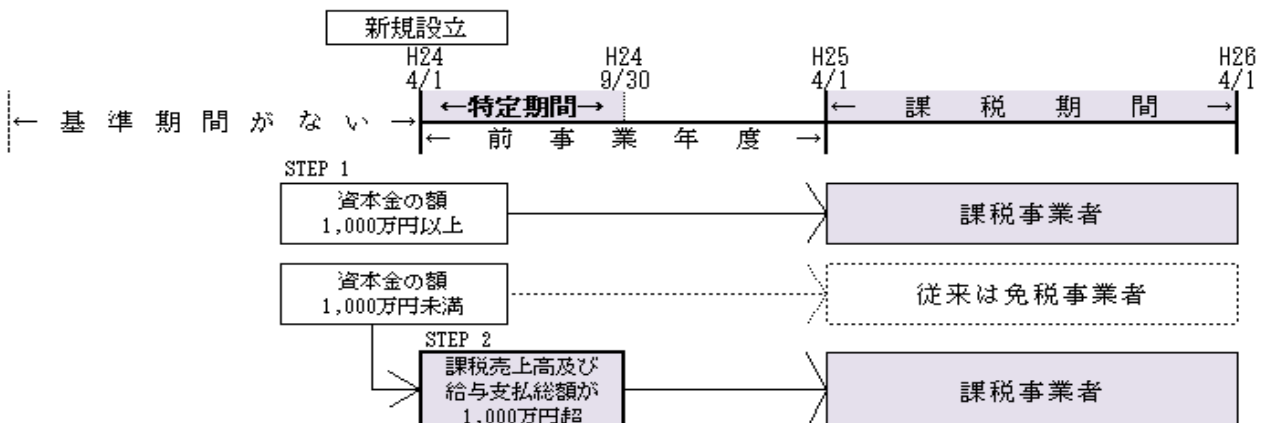 新規設立
H24 H24 H25 H26
4/1 9/30 4/1 4/1
←特定期間→ ← 課税期間 →
← 基準期間がない →
← 前事業年度 →
STEP 1
資本金の額
1,000万円以上
課税事業者
資本金の額
1,000万円未満
従来は免税事業者
STEP 2
課税売上高及び
給与支払総額が
1,000万円超
課税事業者